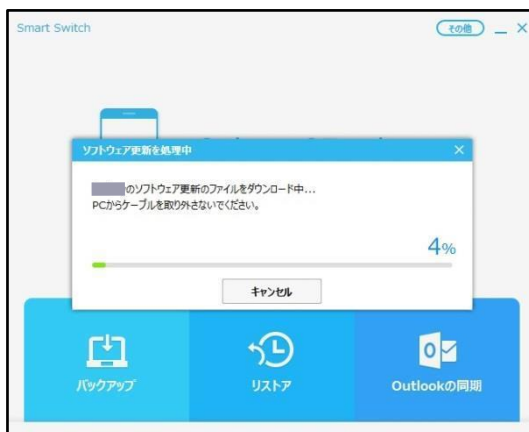 Smart Switch
その他
ソフトウェア更新を処理中
のソフトウェア更新のファイルをダウンロード中...
PCからケーブルを取り外さないでください。
4%
キャンセル
バックアップ
リストア
Outlookの同期